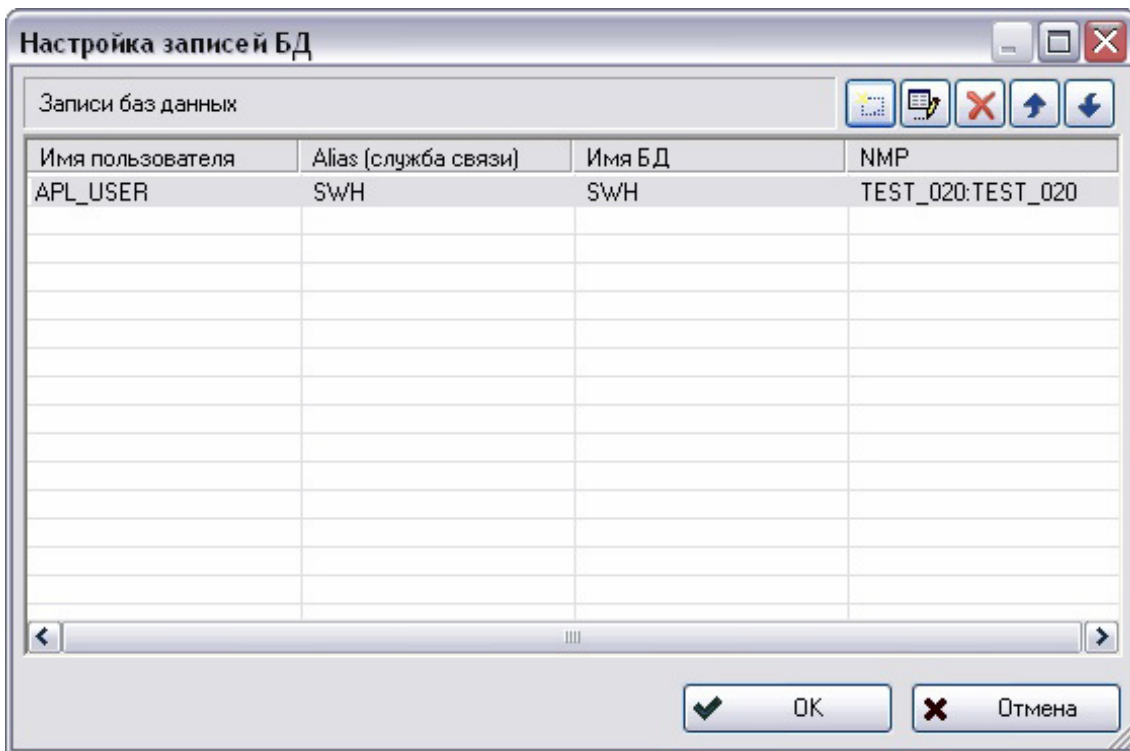 Настройка записей БД
Записи баз данных
Имя пользователя Alias (служба связи) Имя БД NMP
APL_USER SWH SWH TEST_020:TEST_020
OK Отмена